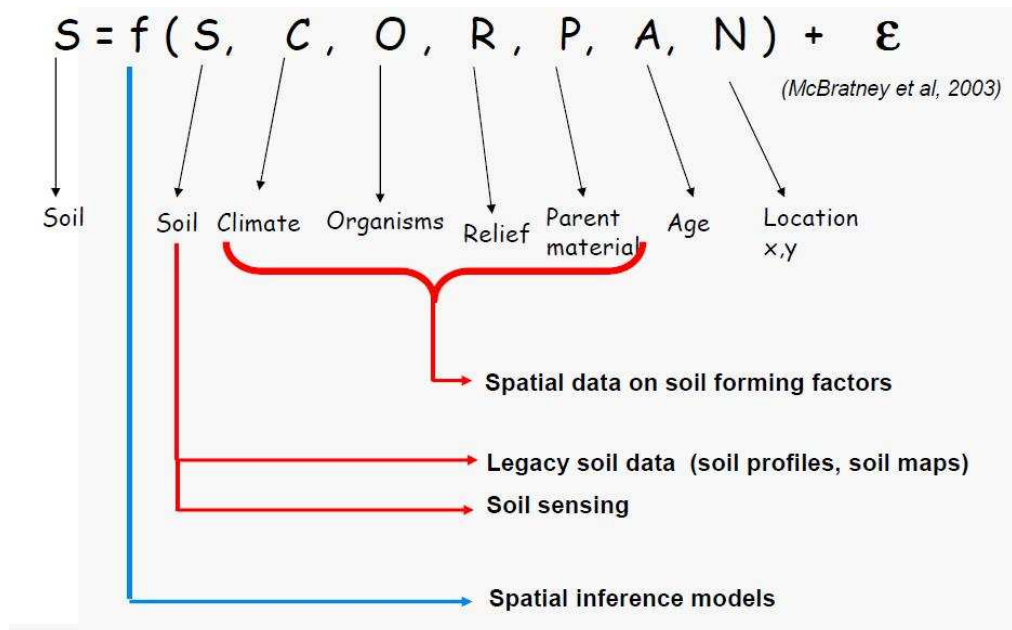 S = f ( S, C, O, R, P, A, N ) + ε
(McBratney et al, 2003)
Soil
Soil
Climate
Organisms
Relief
Parent
material
Age
Location
x,y
Spatial data on soil forming factors
Legacy soil data (soil profiles, soil maps)
Soil sensing
Spatial inference models